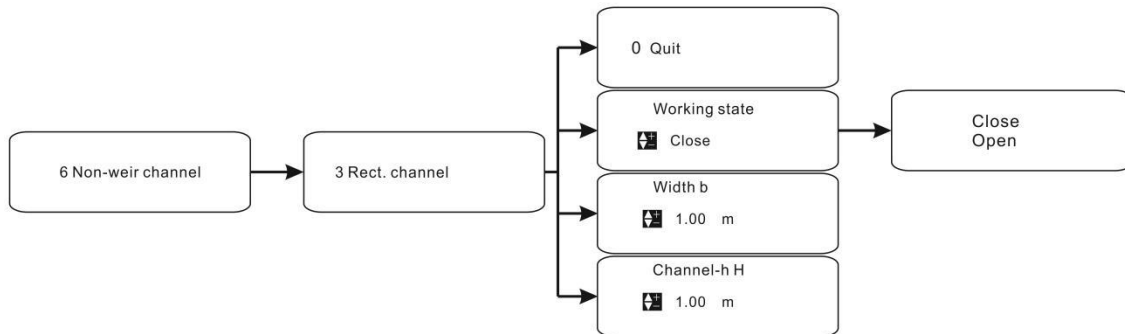 0 Quit
Working state
Close
Close
Open
6 Non-weir channel
3 Rect. channel
Width b
1.00 m
Channel-h H
1.00 m